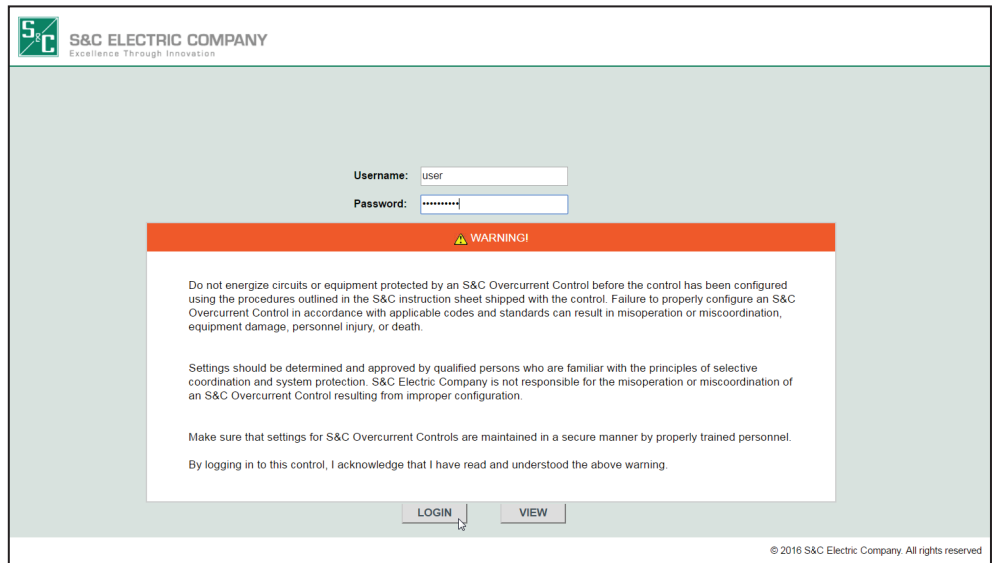 S&C
S&C ELECTRIC COMPANY
Excellence Through Innovation
Username: user
Password: ••••••••••
WARNING!
Do not energize circuits or equipment protected by an S&C Overcurrent Control before the control has been configured
using the procedures outlined in the S&C instruction sheet shipped with the control. Failure to properly configure an S&C
Overcurrent Control in accordance with applicable codes and standards can result in misoperation or miscoordination,
equipment damage, personnel injury, or death.
Settings should be determined and approved by qualified persons who are familiar with the principles of selective
coordination and system protection. S&C Electric Company is not responsible for the misoperation or miscoordination of
an S&C Overcurrent Control resulting from improper configuration.
Make sure that settings for S&C Overcurrent Controls are maintained in a secure manner by properly trained personnel.
By logging in to this control, I acknowledge that I have read and understood the above warning.
LOGIN VIEW
© 2016 S&C Electric Company. All rights reserved